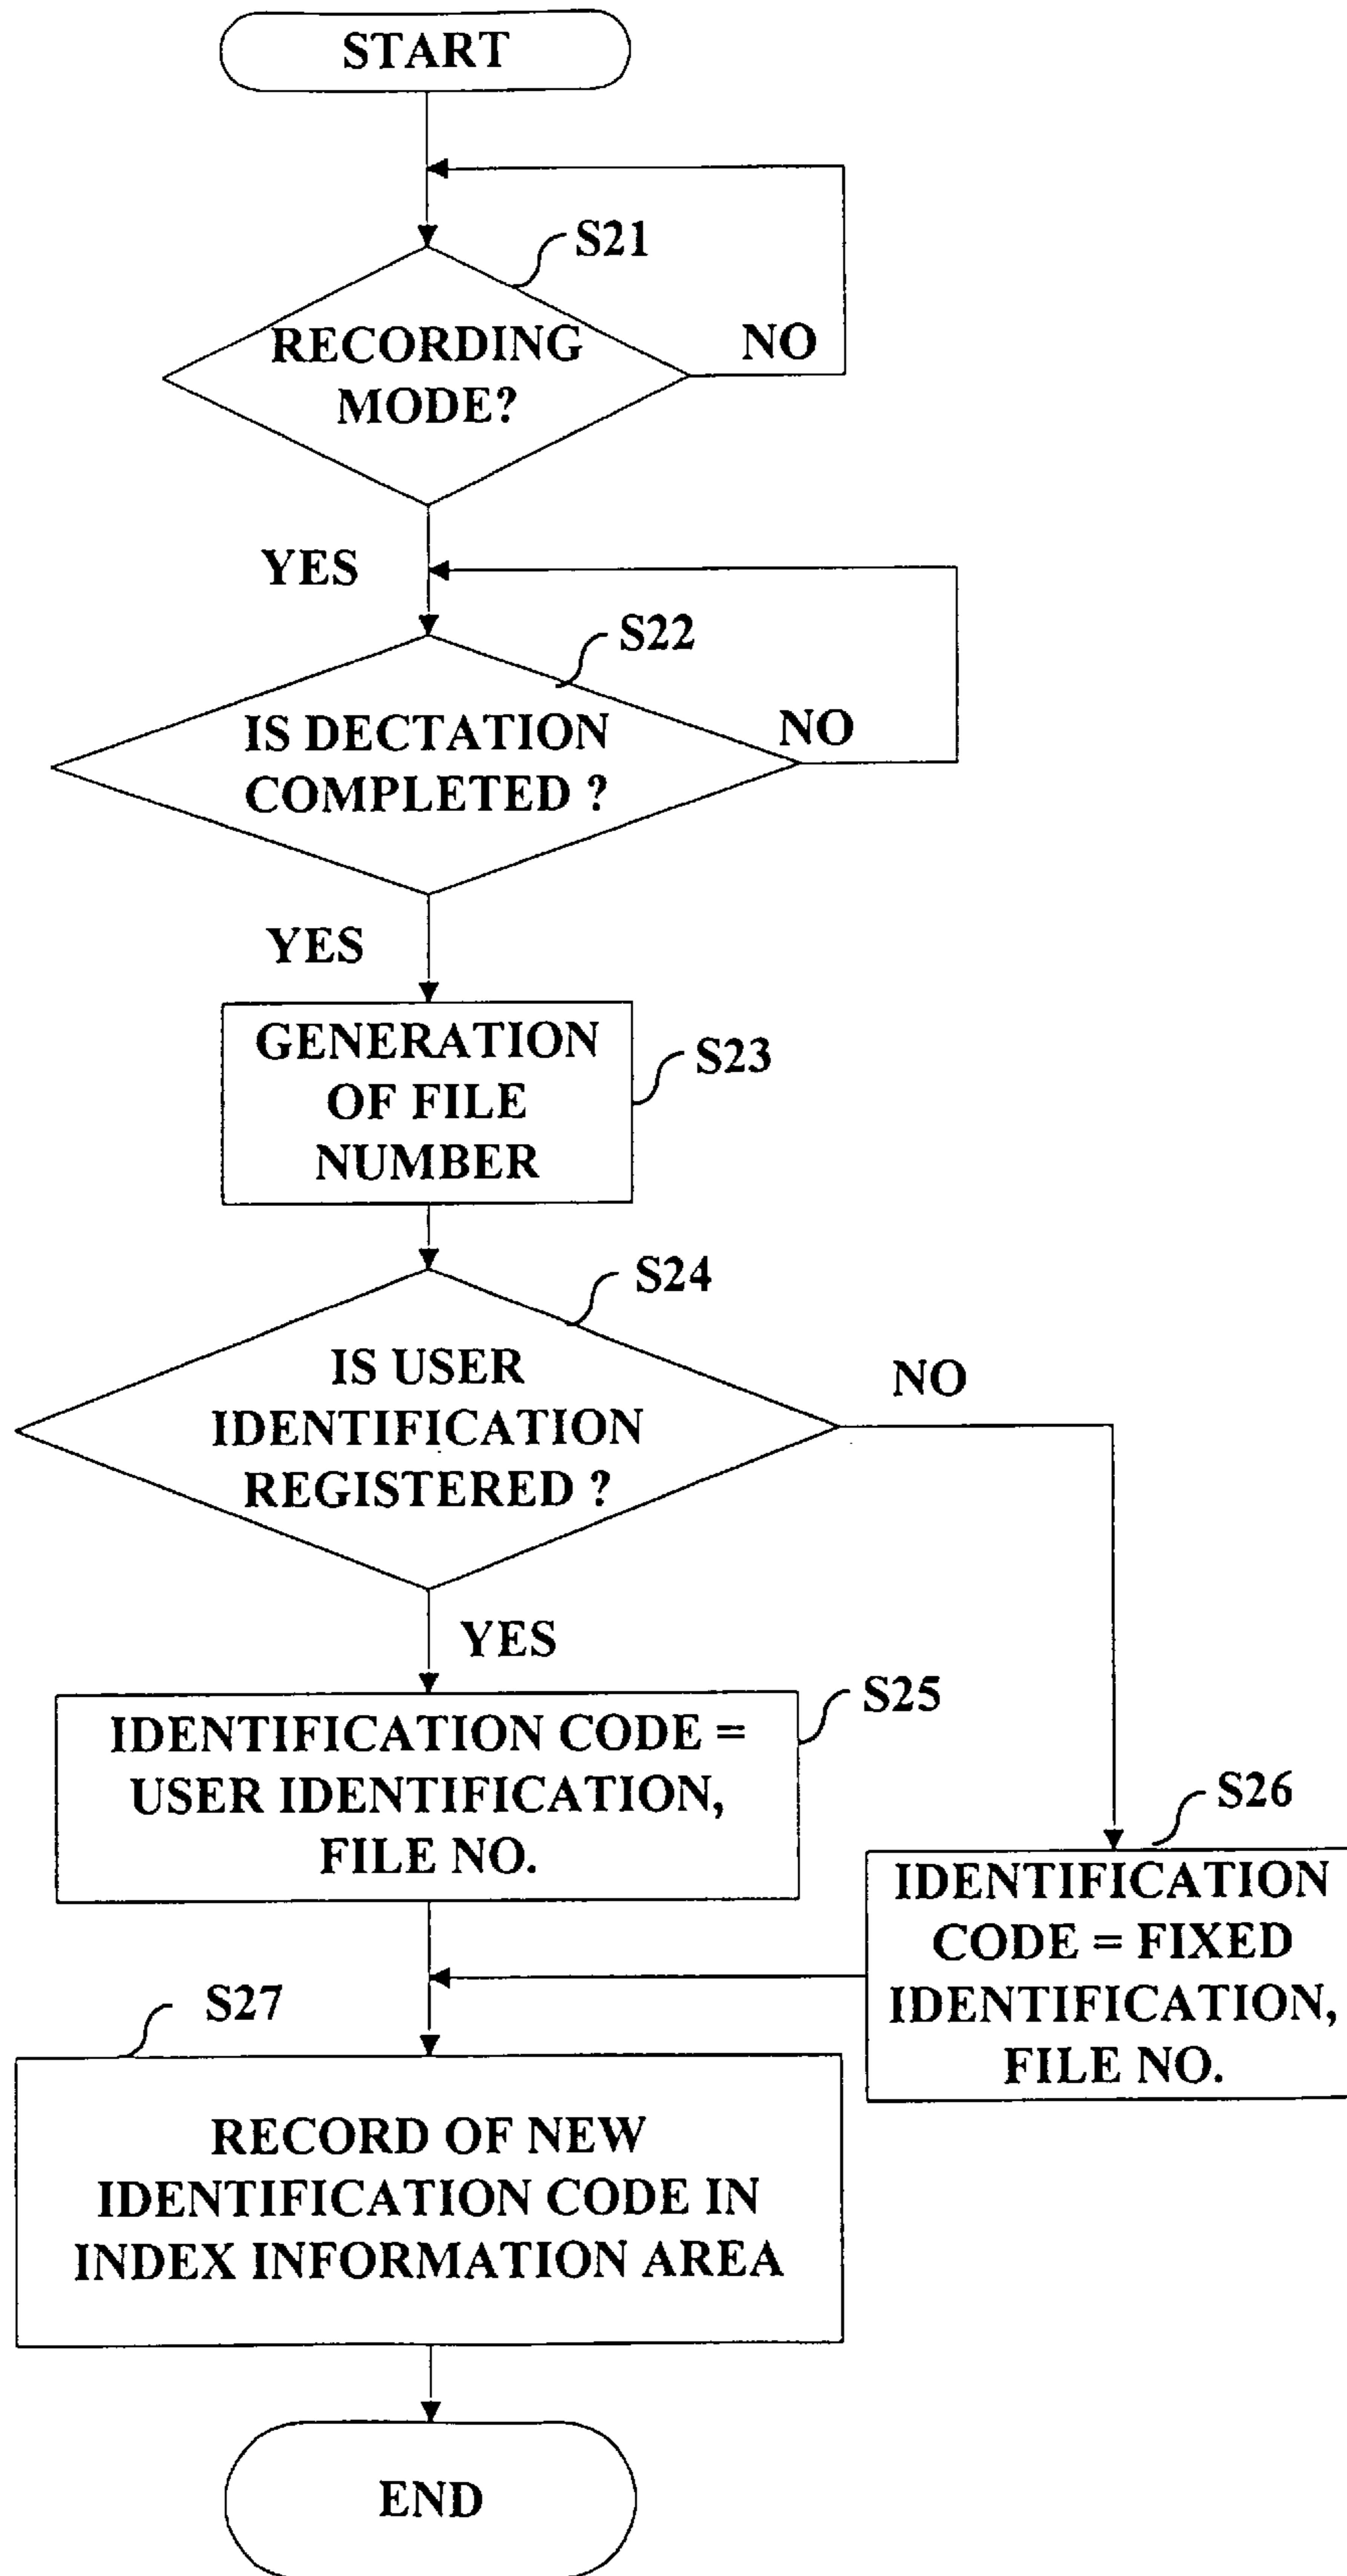 START
S21
RECORDING
MODE?
NO
YES
S22
IS DECTATION
COMPLETED ?
NO
YES
GENERATION
OF FILE
NUMBER
S23
S24
IS USER
IDENTIFICATION
REGISTERED ?
NO
YES
S25
IDENTIFICATION CODE =
USER IDENTIFICATION,
FILE NO.
S26
IDENTIFICATION
CODE = FIXED
IDENTIFICATION,
FILE NO.
S27
RECORD OF NEW
IDENTIFICATION CODE IN
INDEX INFORMATION AREA
END